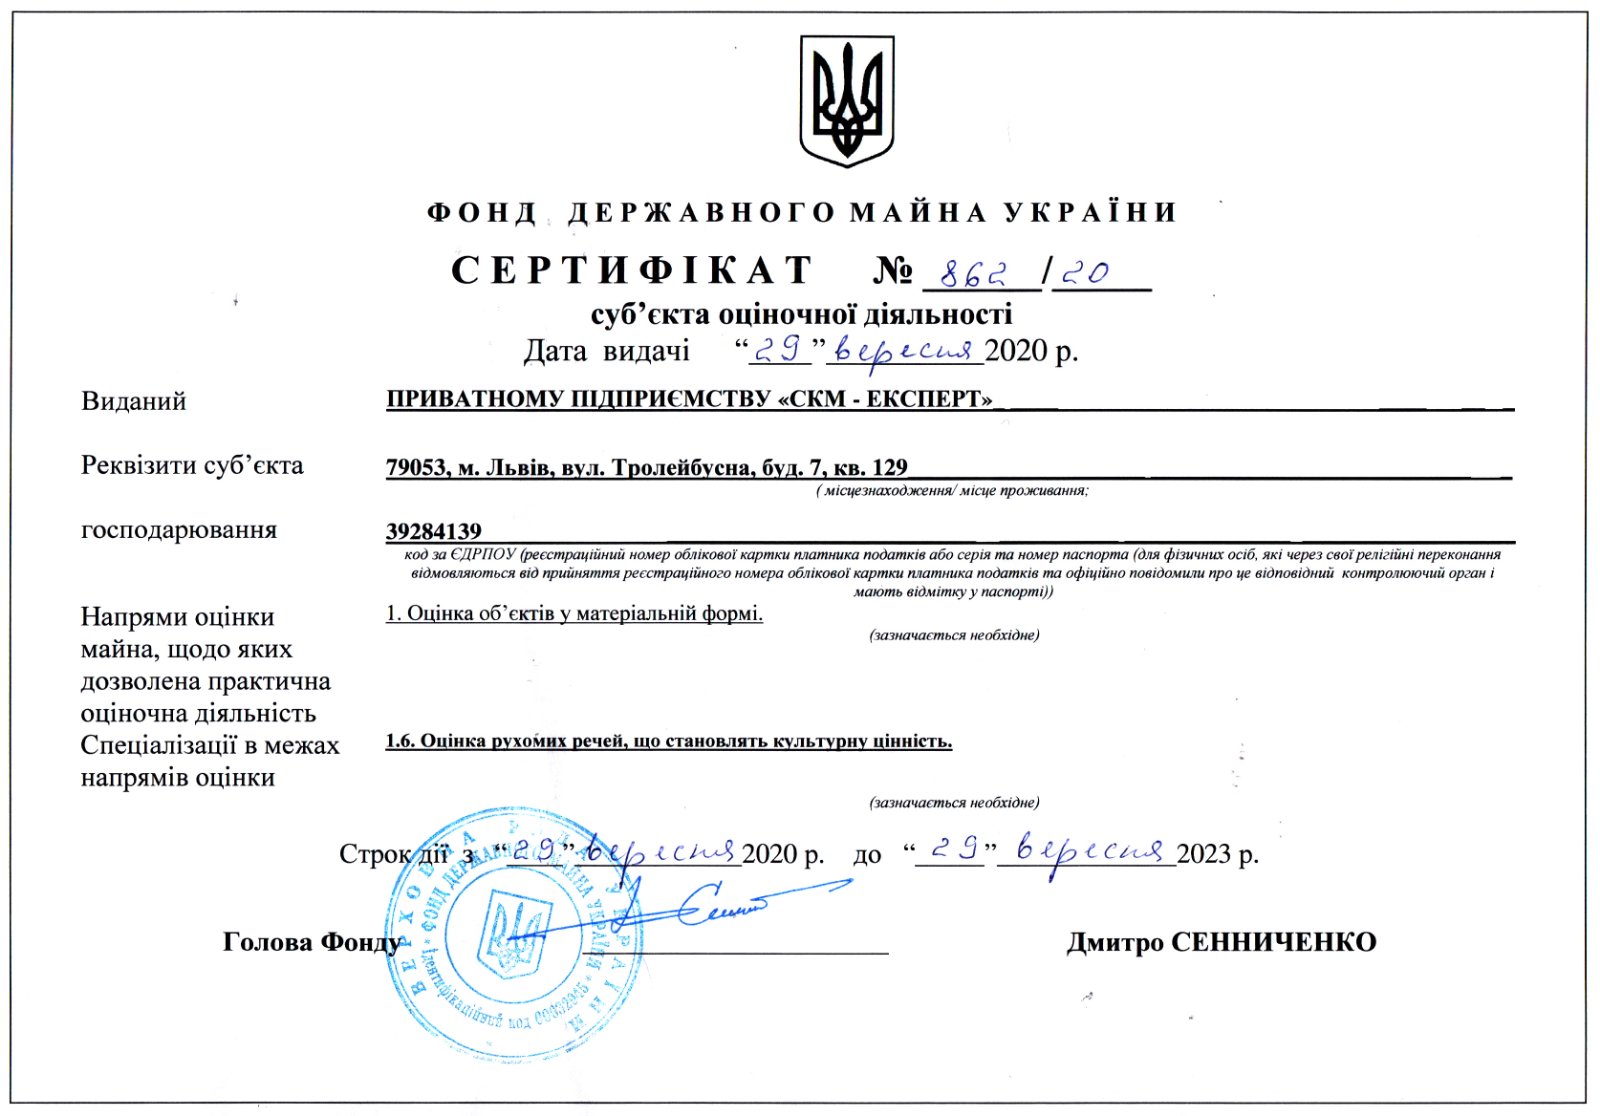 ФОНД ДЕРЖАВНОГО МАЙНА УКРАЇНИ
СЕРТИФІКАТ № 862/20
суб’єкта оціночної діяльності
Дата видачі “29” вересня 2020 р.
Виданий ПРИВАТНОМУ ПІДПРИЄМСТВУ «СКМ - ЕКСПЕРТ»
Реквізити суб’єкта 79053, м. Львів, вул. Тролейбусна, буд. 7, кв. 129
( місцезнаходження/ місце проживання;
господарювання 39284139
код за ЄДРПОУ (реєстраційний номер облікової картки платника податків або серія та номер паспорта (для фізичних осіб, які через свої релігійні переконання
відмовляються від прийняття реєстраційного номера облікової картки платника податків та офіційно повідомили про це відповідний контролюючий орган і
мають відмітку у паспорті))
Напрями оцінки 1. Оцінка об’єктів у матеріальній формі.
(зазначається необхідне)
майна, щодо яких
дозволена практична
оціночна діяльність
Спеціалізації в межах 1.6. Оцінка рухомих речей, що становлять культурну цінність.
напрямів оцінки
(зазначається необхідне)
Строк дії з “29” вересня 2020 р. до “29” вересня 2023 р.
Голова Фонду Дмитро СЕННИЧЕНКО
ВЕРХОВНА РАДА УКРАЇНИ
ФОНД ДЕРЖАВНОГО МАЙНА УКРАЇНИ
Ідентифікаційний код 00032945